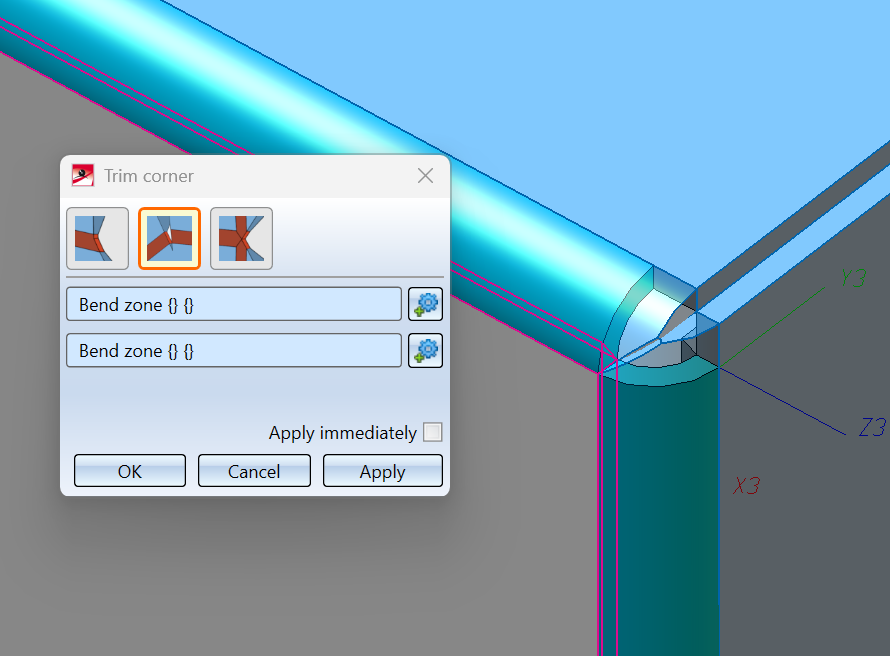 Trim corner
Bend zone {} {}
Bend zone {} {}
Apply immediately
OK
Cancel
Apply
Y3
Z3
X3